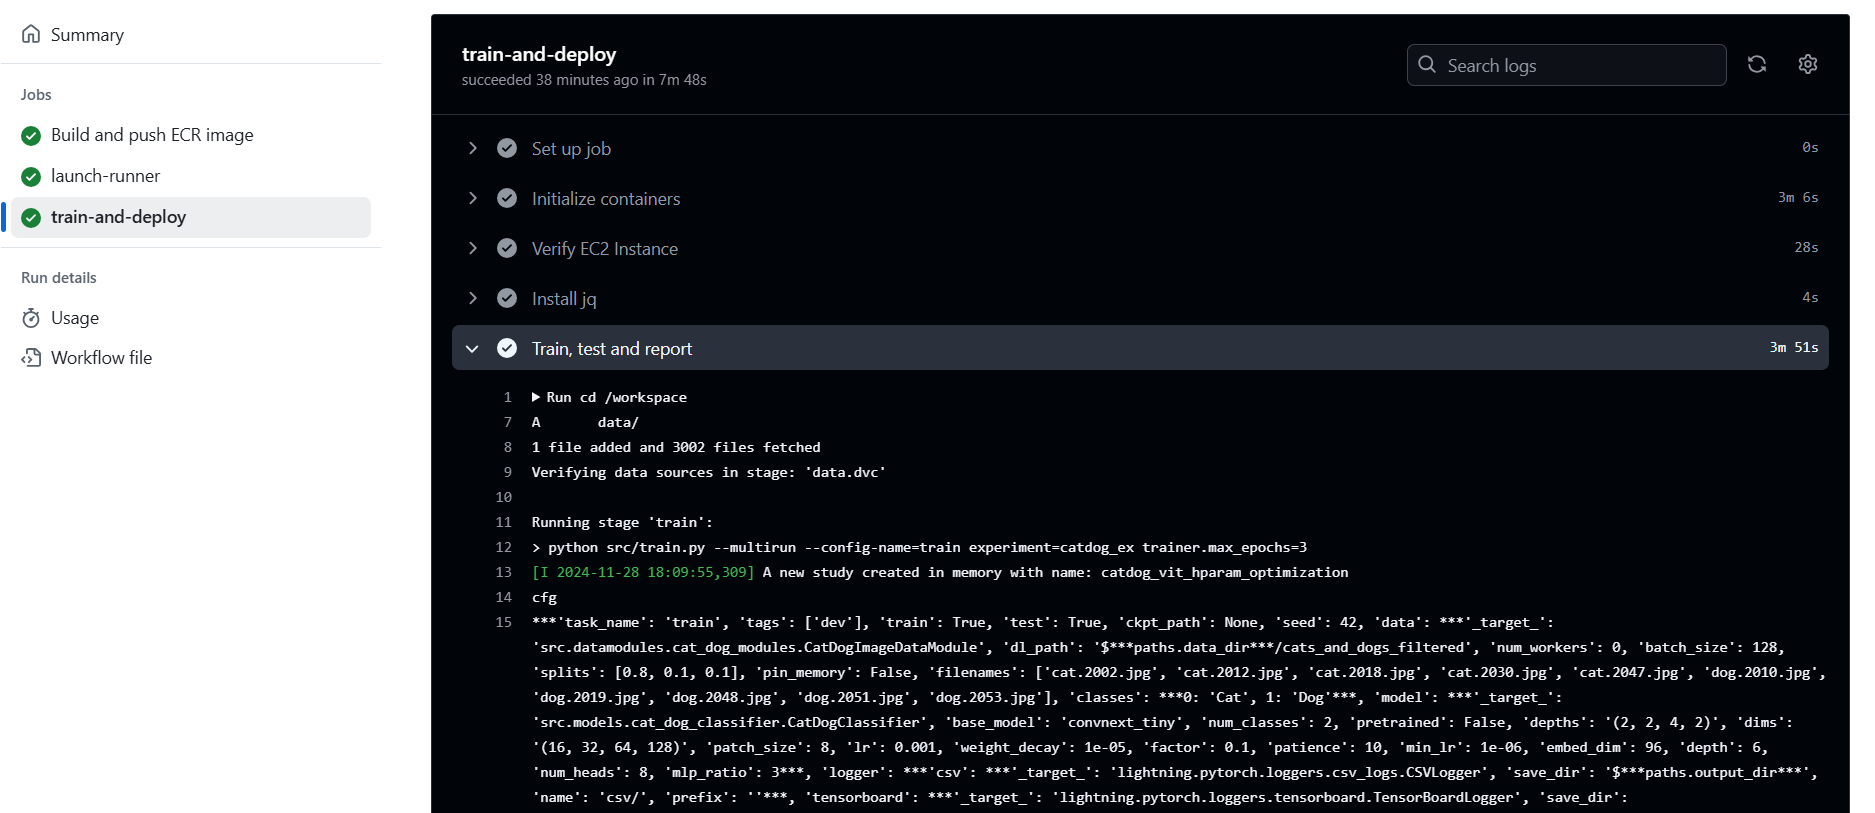 Summary
Jobs
Build and push ECR image
launch-runner
train-and-deploy
Run details
Usage
Workflow file
train-and-deploy
succeeded 38 minutes ago in 7m 48s
Search logs
Set up job 0s
Initialize containers 3m 6s
Verify EC2 Instance 28s
Install jq 4s
Train, test and report 3m 51s
1 Run cd /workspace
7 A data/
8 1 file added and 3002 files fetched
9 Verifying data sources in stage: 'data.dvc'
10
11 Running stage 'train':
12 > python src/train.py --multirun --config-name=train experiment=catdog_ex trainer.max_epochs=3
13 [I 2024-11-28 18:09:55,309] A new study created in memory with name: catdog_vit_hparam_optimization
14 cfg
15 ***'task_name': 'train', 'tags': ['dev'], 'train': True, 'test': True, 'ckpt_path': None, 'seed': 42, 'data': ***'_target_':
'src.datamodules.cat_dog_modules.CatDogImageDataModule', 'dl_path': '$***paths.data_dir***/cats_and_dogs_filtered', 'num_workers': 0, 'batch_size': 128,
'splits': [0.8, 0.1, 0.1], 'pin_memory': False, 'filenames': ['cat.2002.jpg', 'cat.2012.jpg', 'cat.2018.jpg', 'cat.2030.jpg', 'cat.2047.jpg', 'dog.2010.jpg',
'dog.2019.jpg', 'dog.2048.jpg', 'dog.2051.jpg', 'dog.2053.jpg'], 'classes': ***0: 'Cat', 1: 'Dog'***, 'model': ***'_target_':
'src.models.cat_dog_classifier.CatDogClassifier', 'base_model': 'convnext_tiny', 'num_classes': 2, 'pretrained': False, 'depths': '(2, 2, 4, 2)', 'dims':
'(16, 32, 64, 128)', 'patch_size': 8, 'lr': 0.001, 'weight_decay': 1e-05, 'factor': 0.1, 'patience': 10, 'min_lr': 1e-06, 'embed_dim': 96, 'depth': 6,
'num_heads': 8, 'mlp_ratio': 3***, 'logger': ***'csv': ***'_target_': 'lightning.pytorch.loggers.csv_logs.CSVLogger', 'save_dir': '$***paths.output_dir***',
'name': 'csv/', 'prefix': ''***, 'tensorboard': ***'_target_': 'lightning.pytorch.loggers.tensorboard.TensorBoardLogger', 'save_dir':